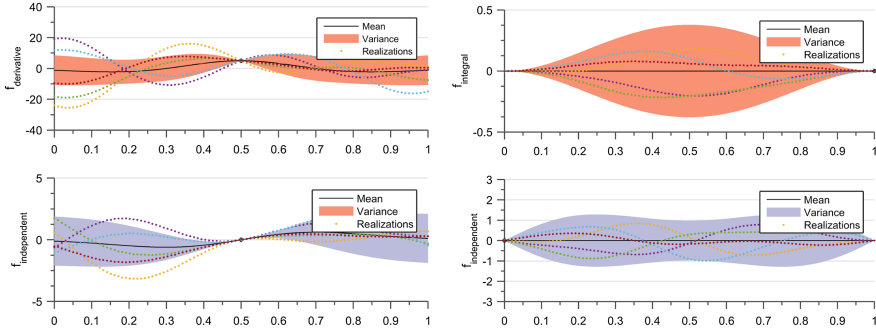 40
20
0
-20
-40
f derivative
Mean
Variance
Realizations
0 0.1 0.2 0.3 0.4 0.5 0.6 0.7 0.8 0.9 1
0.5
0
-0.5
f integral
Mean
Variance
Realizations
0 0.1 0.2 0.3 0.4 0.5 0.6 0.7 0.8 0.9 1
5
0
-5
f independent
Mean
Variance
Realizations
0 0.1 0.2 0.3 0.4 0.5 0.6 0.7 0.8 0.9 1
3
2
1
0
-1
-2
-3
f independent
Mean
Variance
Realizations
0 0.1 0.2 0.3 0.4 0.5 0.6 0.7 0.8 0.9 1